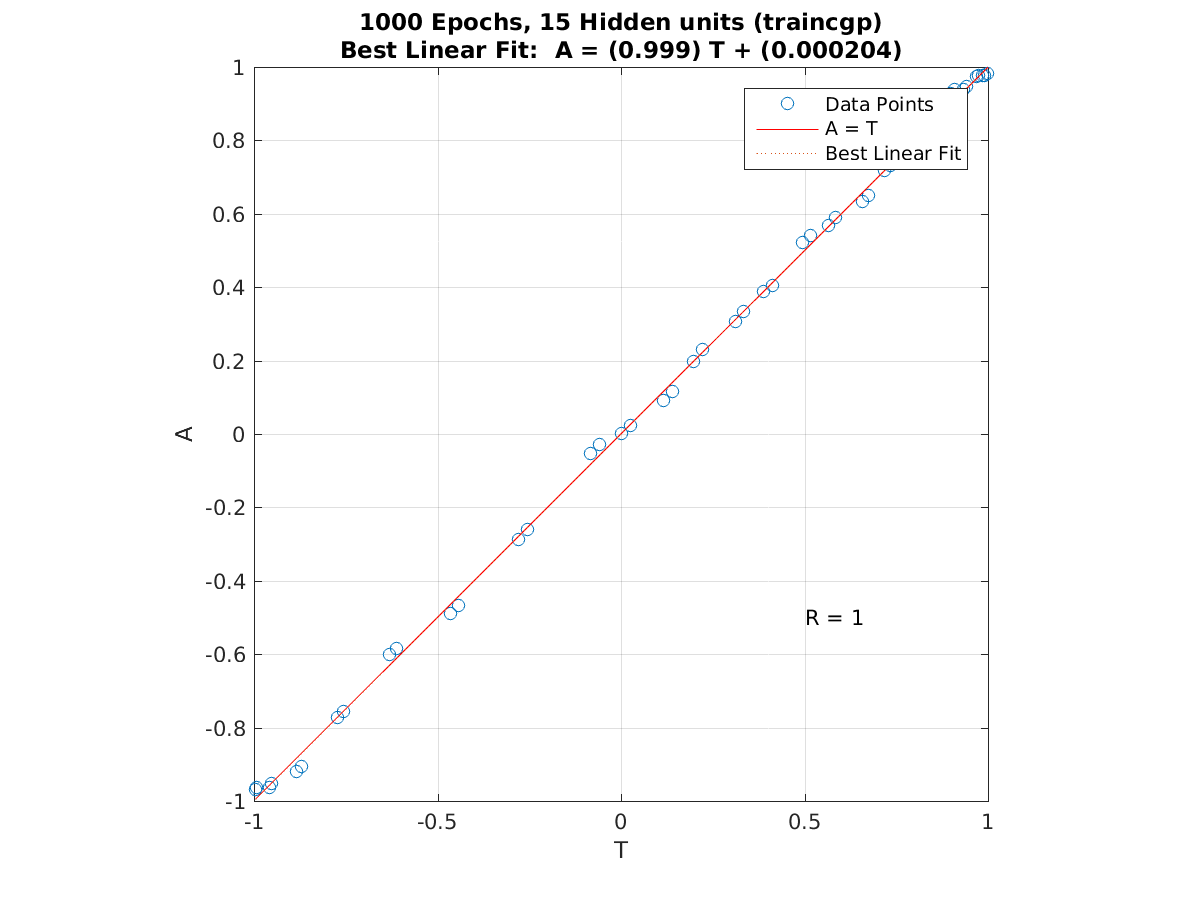 1000 Epochs, 15 Hidden units (traincgp)
Best Linear Fit:  A = (0.999) T + (0.000204)
1
0.8
0.6
0.4
0.2
0
-0.2
-0.4
-0.6
-0.8
-1
A
Data Points
A = T
Best Linear Fit
R = 1
-1
-0.5
0
0.5
1
T